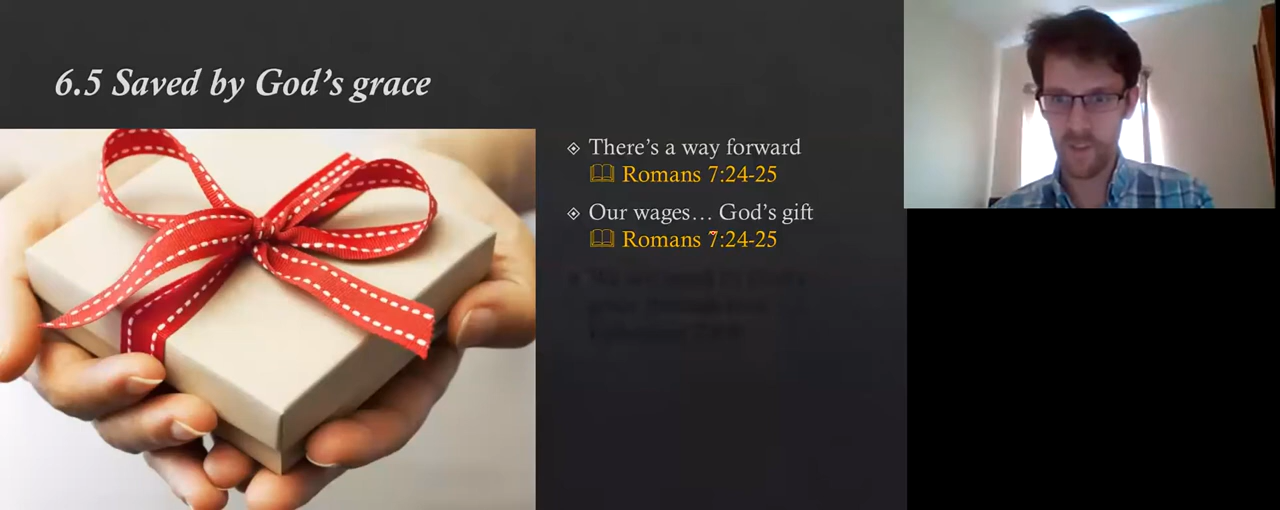 6.5 Saved by God's grace
There's a way forward
Romans 7:24-25
Our wages... God's gift
Romans 7:24-25